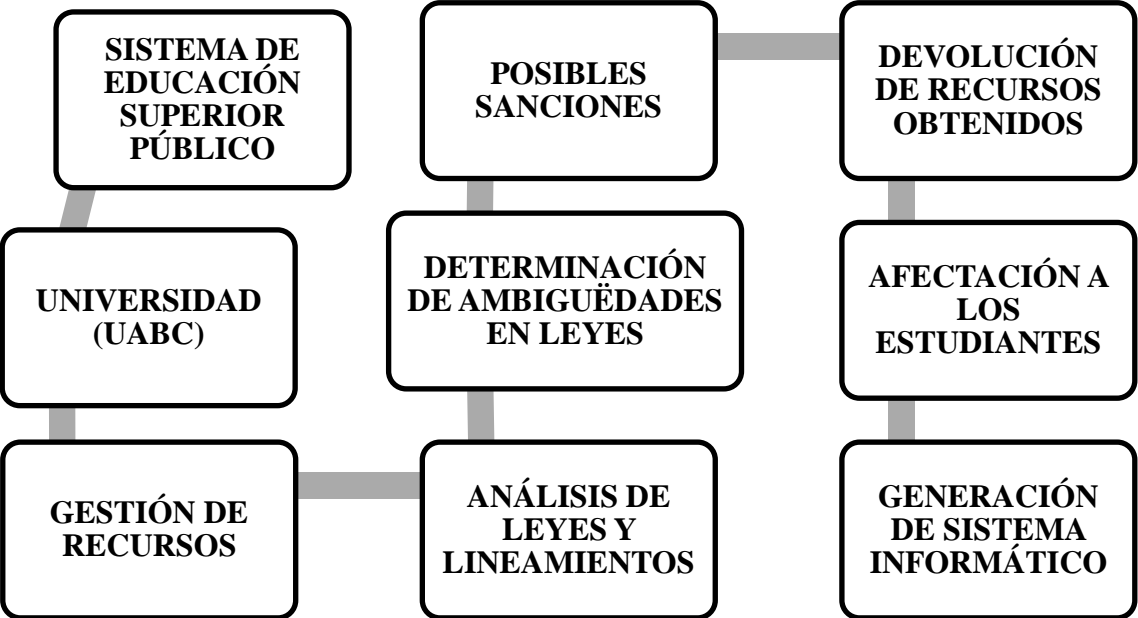 SISTEMA DE
EDUCACIÓN
SUPERIOR
PÚBLICO
UNIVERSIDAD
(UABC)
GESTIÓN DE
RECURSOS
ANÁLISIS DE
LEYES Y
LINEAMIENTOS
DETERMINACIÓN
DE AMBIGUËDADES
EN LEYES
POSIBLES
SANCIONES
DEVOLUCIÓN
DE RECURSOS
OBTENIDOS
AFECTACIÓN A
LOS
ESTUDIANTES
GENERACIÓN
DE SISTEMA
INFORMÁTICO